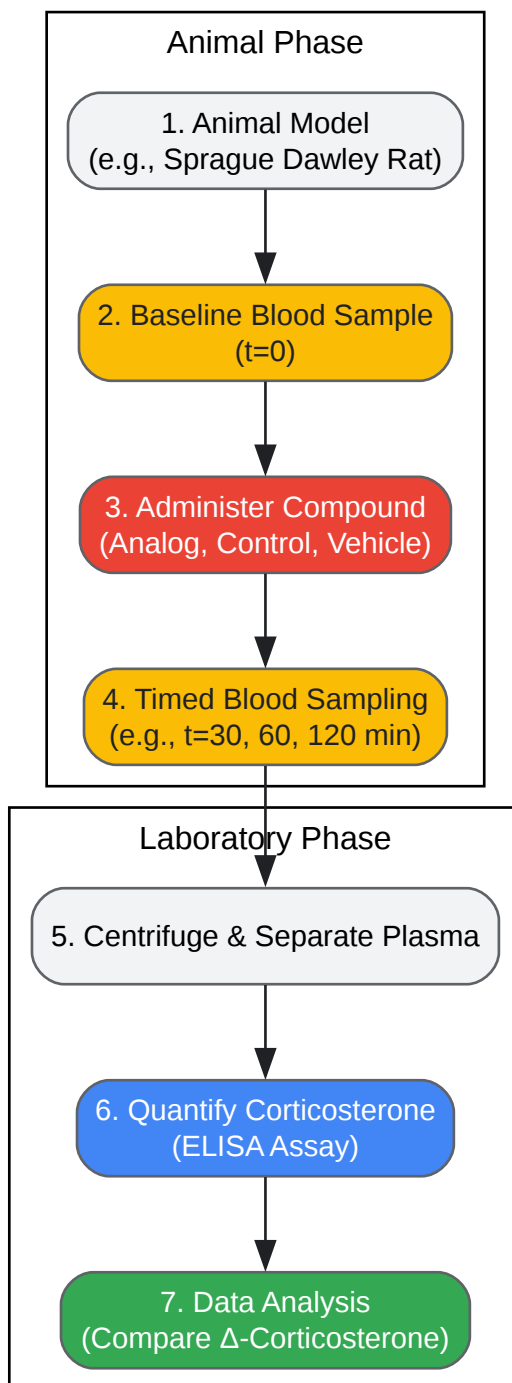 Animal Phase
1. Animal Model
(e.g., Sprague Dawley Rat)
2. Baseline Blood Sample
(t=0)
3. Administer Compound
(Analog, Control, Vehicle)
4. Timed Blood Sampling
(e.g., t=30, 60, 120 min)
Laboratory Phase
5. Centrifuge & Separate Plasma
6. Quantify Corticosterone
(ELISA Assay)
7. Data Analysis
(Compare Δ-Corticosterone)